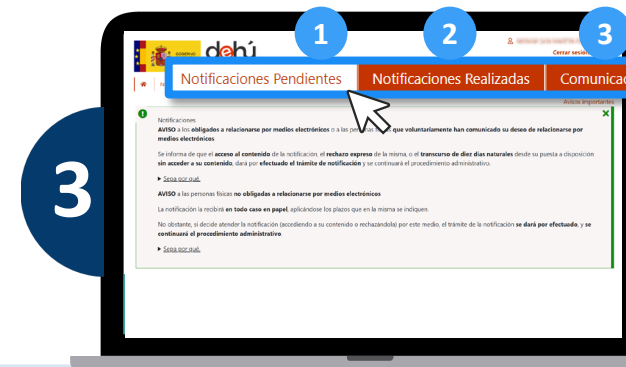 1
2
3
GOBIERNO
dehú
Cerrar sesión
Notificaciones Pendientes
Notificaciones Realizadas
Comunicac
Avisos importantes
Notificaciones
AVISO a los obligados a relacionarse por medios electrónicos o a las que voluntariamente han comunicado su deseo de relacionarse por
medios electrónicos
Se informa de que el acceso al contenido de la notificación, el rechazo expreso de la misma, o el transcurso de diez días naturales desde su puesta a disposición
sin acceder a su contenido, dará por efectuado el trámite de notificación y se continuará el procedimiento administrativo.
Sepa por qué.
AVISO a las personas físicas no obligadas a relacionarse por medios electrónicos
La notificación la recibirá en todo caso en papel, aplicándose los plazos que en la misma se indiquen.
No obstante, si decide atender la notificación (accediendo a su contenido o rechazándola) por este medio, el trámite de la notificación se dará por efectuado, y se
continuará el procedimiento administrativo
Sepa por qué.
3